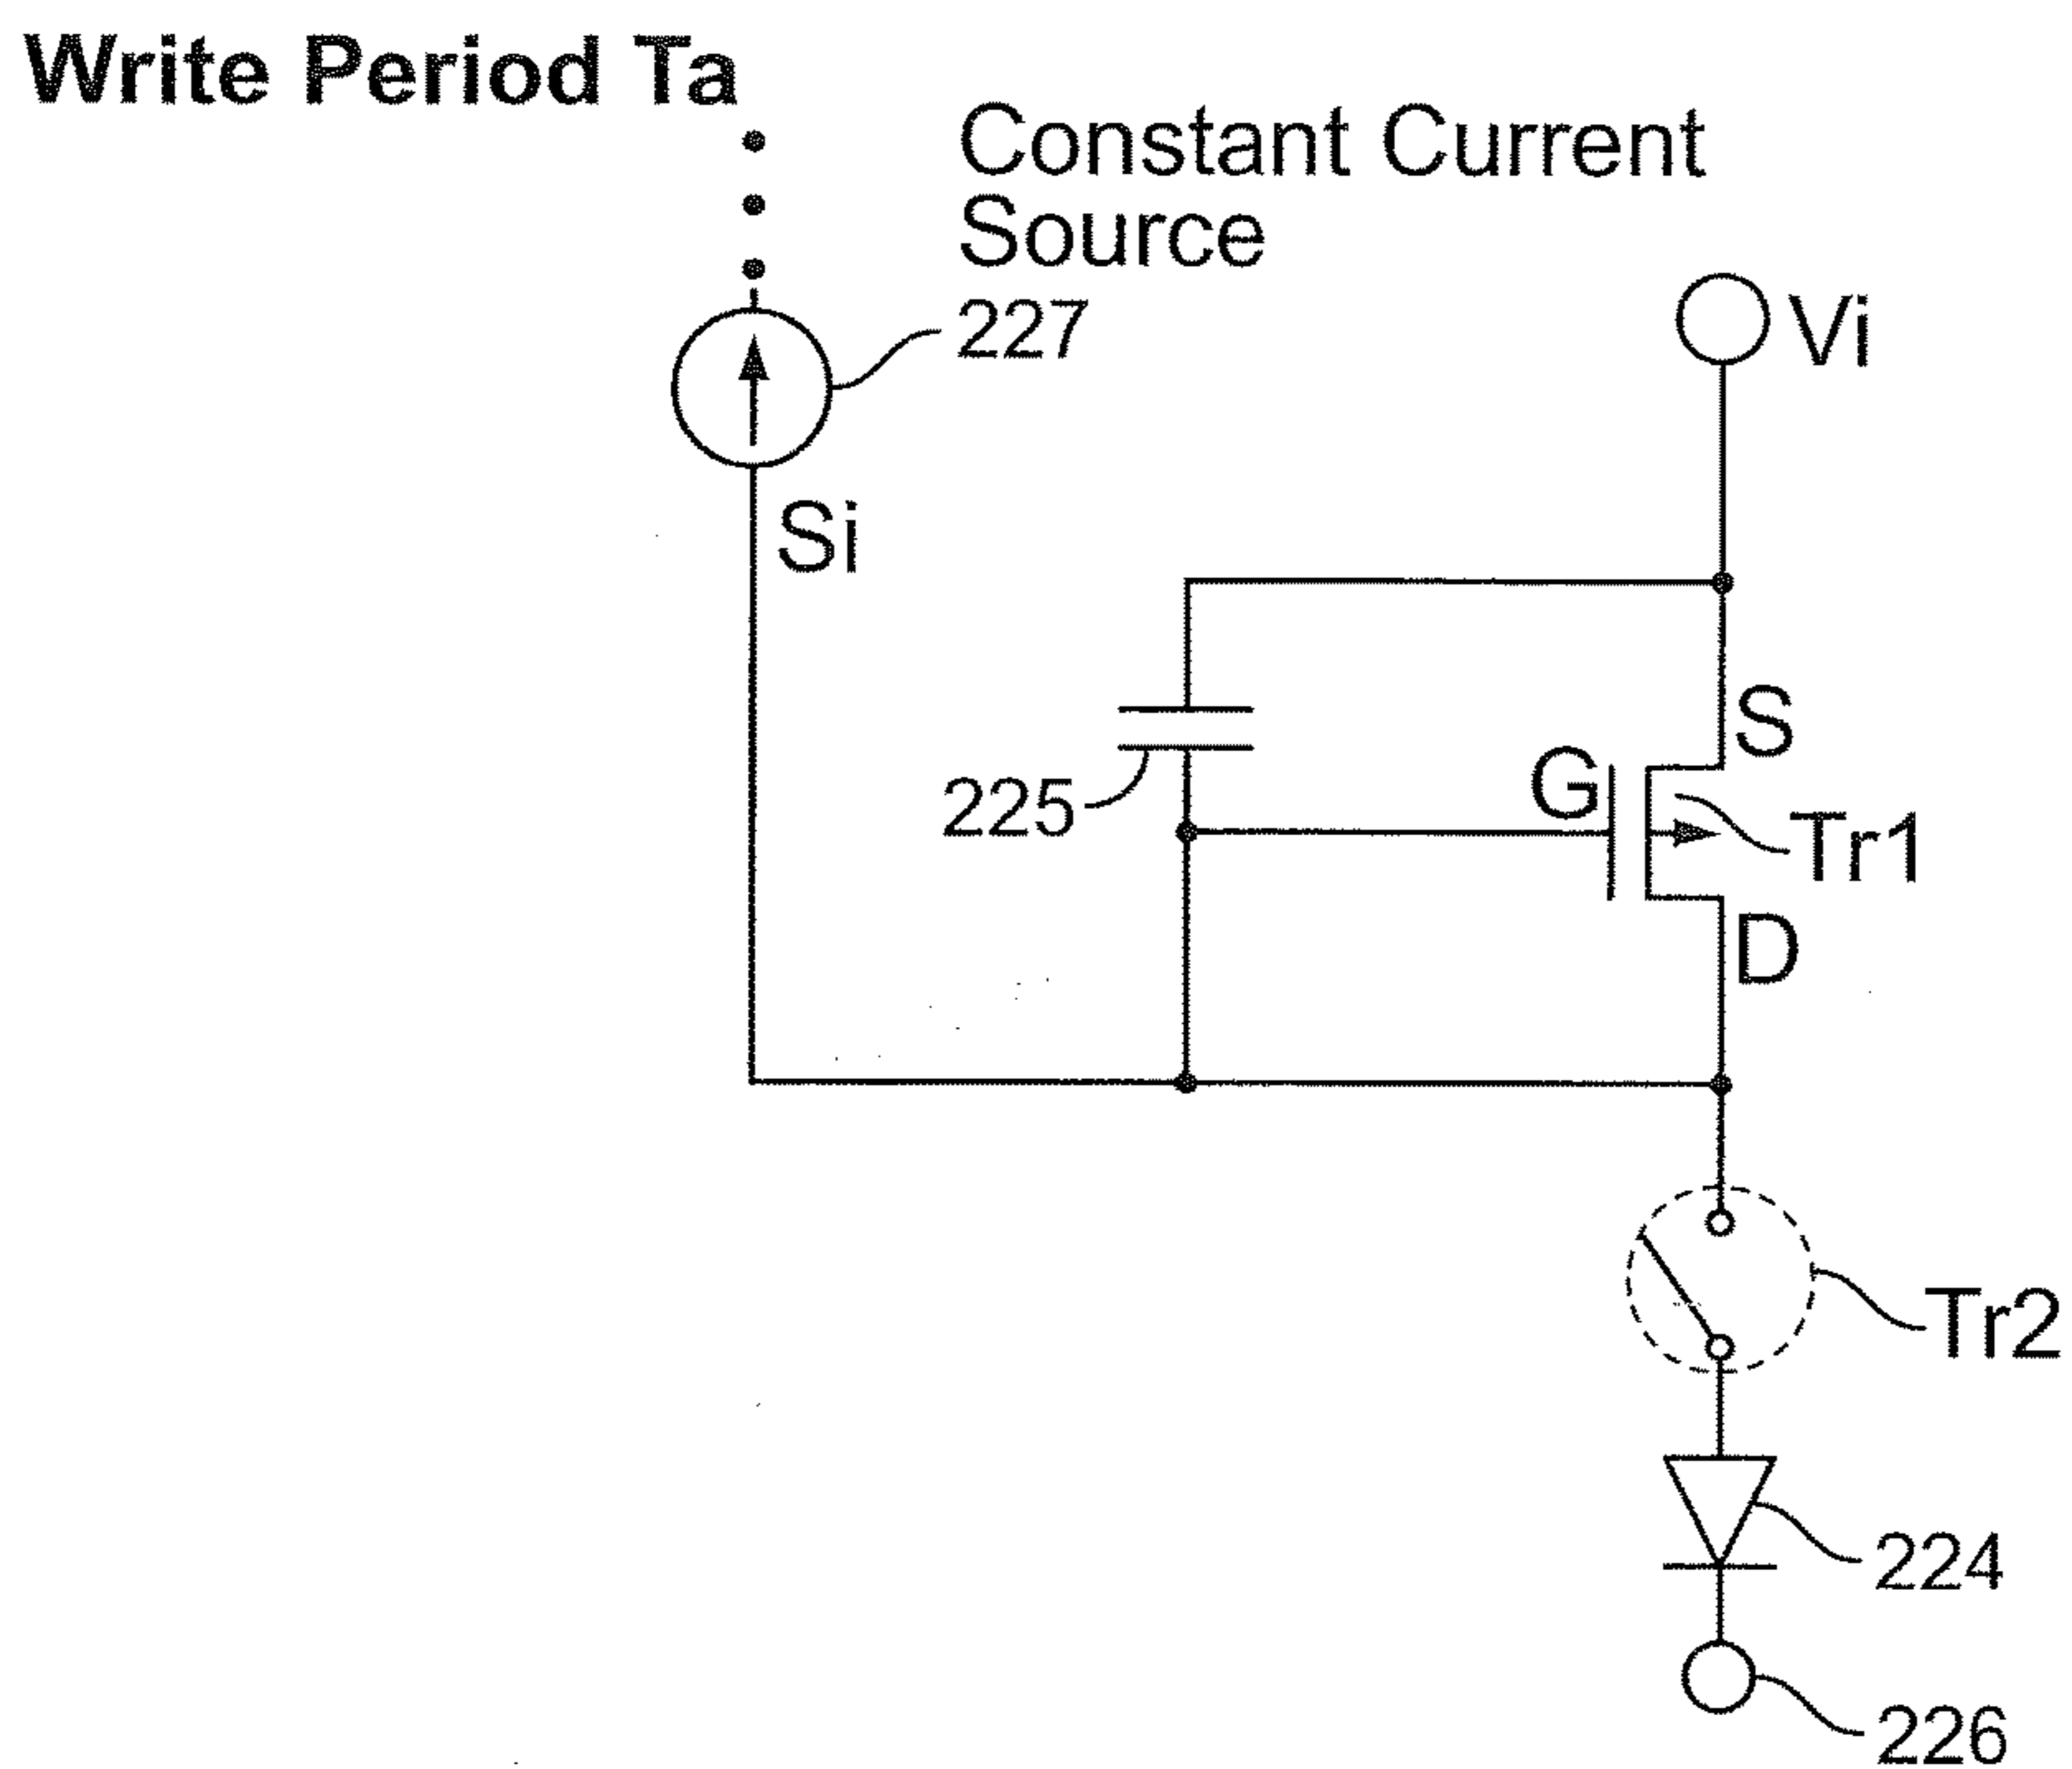 Write Period Ta
Constant Current
Source
227
Vi
Si
S
G
225
Tr1
D
Tr2
224
226